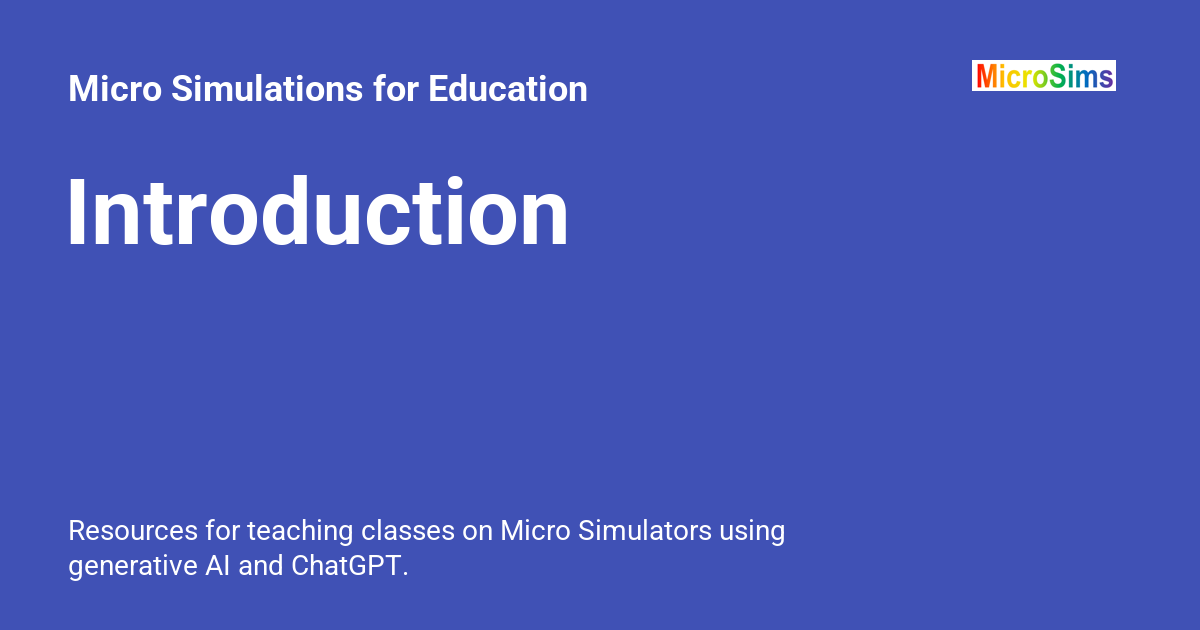 Micro Simulations for Education
MicroSims
Introduction
Resources for teaching classes on Micro Simulators using
generative AI and ChatGPT.